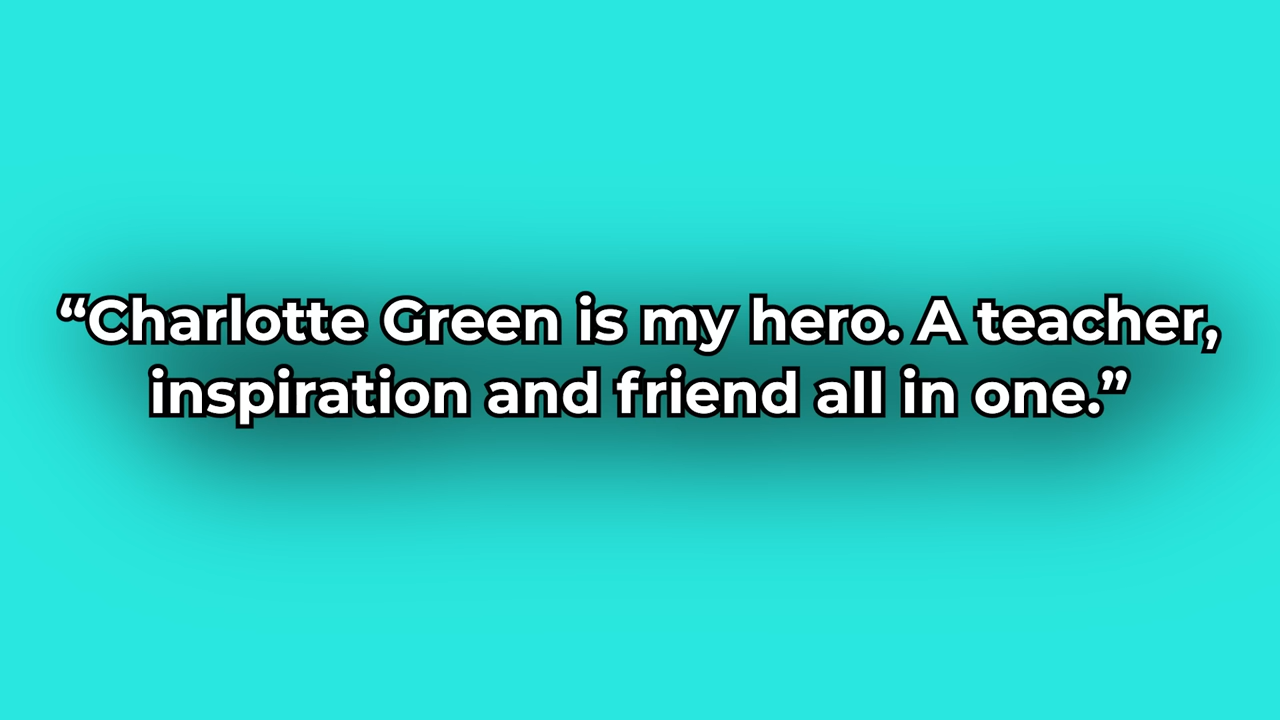 “Charlotte Green is my hero. A teacher,
inspiration and friend all in one.”